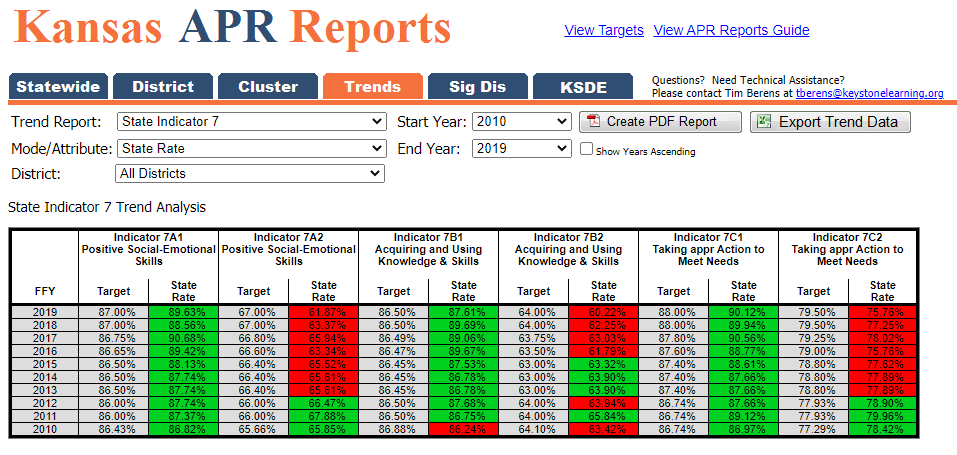 Kansas APR Reports
View Targets View APR Reports Guide
Statewide District Cluster Trends Sig Dis KSDE
Questions? Need Technical Assistance?
Please contact Tim Berens at tberens@keystonelearning.org
Trend Report: State Indicator 7 Start Year: 2010 Create PDF Report Export Trend Data
Mode/Attribute: State Rate End Year: 2019 Show Years Ascending
District: All Districts
State Indicator 7 Trend Analysis
Indicator 7A1 Indicator 7A2 Indicator 7B1 Indicator 7B2 Indicator 7C1 Indicator 7C2
Positive Social-Emotional Positive Social-Emotional Acquiring and Using Acquiring and Using Taking appr Action to Taking appr Action to
Skills Skills Knowledge & Skills Knowledge & Skills Meet Needs Meet Needs
FFY Target State Rate Target State Rate Target State Rate Target State Rate Target State Rate Target State Rate
2019 87.00% 89.63% 67.00% 61.87% 86.50% 87.61% 64.00% 60.22% 88.00% 90.12% 79.50% 75.76%
2018 87.00% 88.56% 67.00% 63.37% 86.50% 89.69% 64.00% 62.25% 88.00% 89.94% 79.50% 77.25%
2017 86.75% 90.68% 66.80% 65.94% 86.49% 89.06% 63.75% 63.03% 87.80% 90.56% 79.25% 78.02%
2016 86.65% 89.42% 66.60% 63.34% 86.47% 89.67% 63.50% 61.79% 87.60% 88.77% 79.00% 75.76%
2015 86.50% 88.13% 66.40% 65.52% 86.45% 87.53% 63.00% 63.32% 87.40% 88.61% 78.80% 77.62%
2014 86.50% 87.74% 66.40% 65.61% 86.45% 86.78% 63.00% 63.90% 87.40% 87.66% 78.80% 77.89%
2013 86.50% 87.74% 66.40% 65.61% 86.45% 86.78% 63.00% 63.90% 87.40% 87.66% 78.80% 77.89%
2012 86.00% 87.74% 66.00% 66.47% 86.50% 87.68% 64.00% 63.94% 86.74% 87.66% 77.93% 78.90%
2011 86.00% 87.37% 66.00% 67.88% 86.50% 86.75% 64.00% 65.84% 86.74% 89.12% 77.93% 79.96%
2010 86.43% 86.82% 65.66% 65.85% 86.88% 86.24% 64.10% 63.42% 86.74% 86.97% 77.29% 78.42%